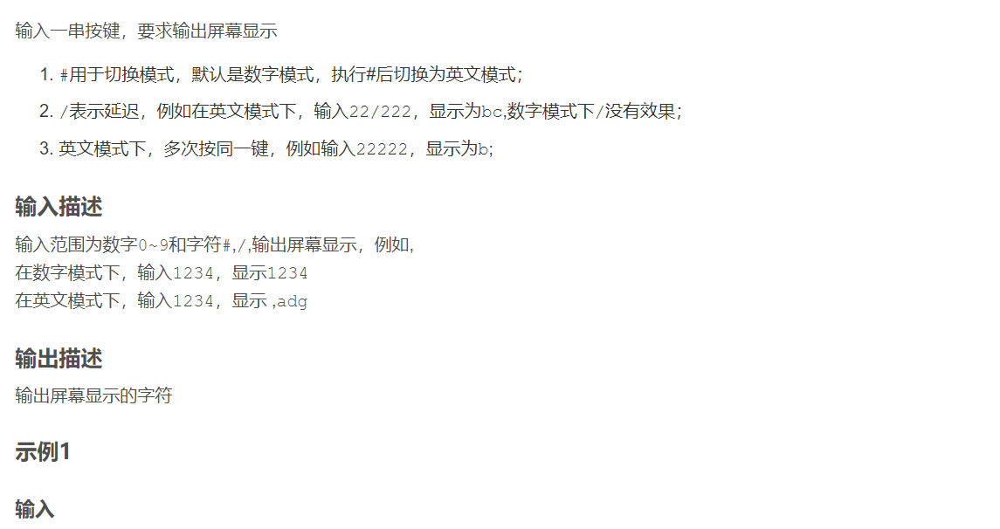 输入一串按键，要求输出屏幕显示
1. #用于切换模式，默认是数字模式，执行#后切换为英文模式；
2. /表示延迟，例如在英文模式下，输入22/222，显示为bc,数字模式下/没有效果；
3. 英文模式下，多次按同一键，例如输入22222，显示为b;
输入描述
输入范围为数字0~9和字符#,/,输出屏幕显示，例如,
在数字模式下，输入1234，显示1234
在英文模式下，输入1234，显示 ,adg
输出描述
输出屏幕显示的字符
示例1
输入